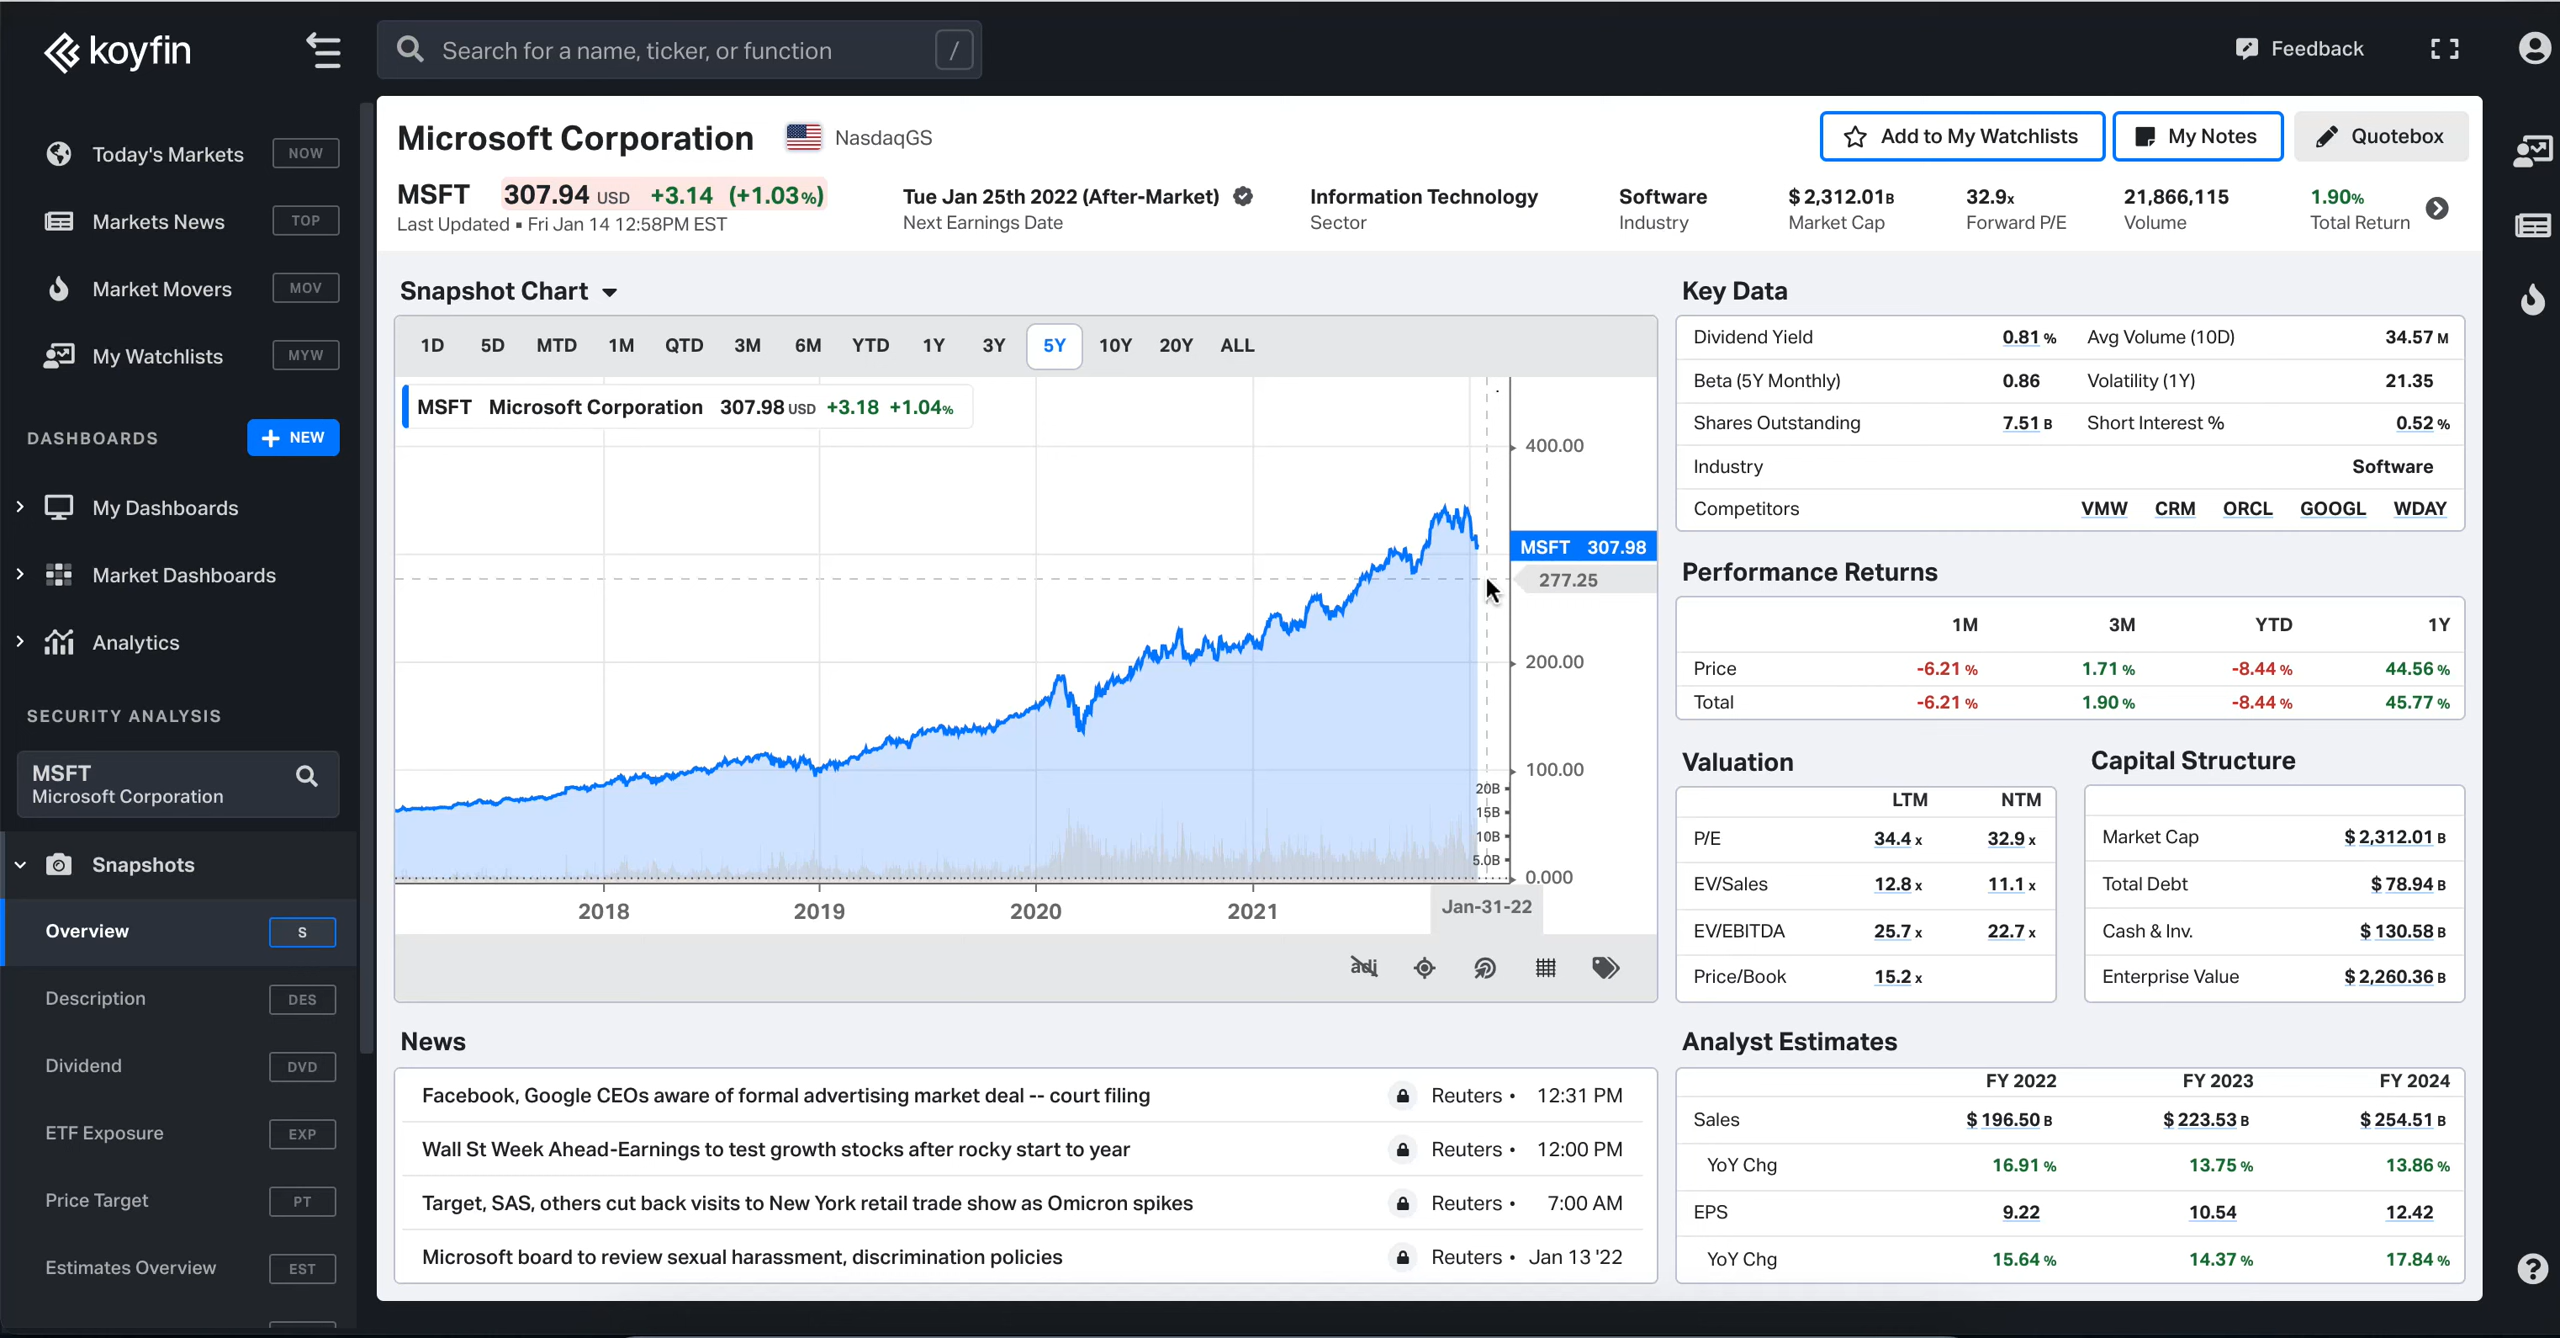 koyfin
Search for a name, ticker, or function /
Feedback
Today's Markets NOW
Markets News TOP
Market Movers MOV
My Watchlists MYW
DASHBOARDS + NEW
My Dashboards
Market Dashboards
Analytics
SECURITY ANALYSIS
MSFT
Microsoft Corporation
Snapshots
Overview S
Description DES
Dividend DVD
ETF Exposure EXP
Price Target PT
Estimates Overview EST
Microsoft Corporation NasdaqGS
Add to My Watchlists My Notes Quotebox
MSFT 307.94 USD +3.14 (+1.03%)
Last Updated ▪ Fri Jan 14 12:58PM EST
Tue Jan 25th 2022 (After-Market)
Next Earnings Date
Information Technology
Sector
Software
Industry
$ 2,312.01B
Market Cap
32.9x
Forward P/E
21,866,115
Volume
1.90%
Total Return
Snapshot Chart
1D 5D MTD 1M QTD 3M 6M YTD 1Y 3Y 5Y 10Y 20Y ALL
MSFT Microsoft Corporation 307.98 USD +3.18 +1.04%
400.00
MSFT 307.98
277.25
200.00
100.00
20B
15B
10B
5.0B
0.000
2018 2019 2020 2021 Jan-31-22
adj
News
Facebook, Google CEOs aware of formal advertising market deal -- court filing Reuters • 12:31 PM
Wall St Week Ahead-Earnings to test growth stocks after rocky start to year Reuters • 12:00 PM
Target, SAS, others cut back visits to New York retail trade show as Omicron spikes Reuters • 7:00 AM
Microsoft board to review sexual harassment, discrimination policies Reuters • Jan 13 '22
Key Data
Dividend Yield 0.81 % Avg Volume (10D) 34.57 M
Beta (5Y Monthly) 0.86 Volatility (1Y) 21.35
Shares Outstanding 7.51 B Short Interest % 0.52 %
Industry Software
Competitors VMW CRM ORCL GOOGL WDAY
Performance Returns
1M 3M YTD 1Y
Price -6.21 % 1.71 % -8.44 % 44.56 %
Total -6.21 % 1.90 % -8.44 % 45.77 %
Valuation
LTM NTM
P/E 34.4 x 32.9 x
EV/Sales 12.8 x 11.1 x
EV/EBITDA 25.7 x 22.7 x
Price/Book 15.2 x
Capital Structure
Market Cap $ 2,312.01 B
Total Debt $ 78.94 B
Cash & Inv. $ 130.58 B
Enterprise Value $ 2,260.36 B
Analyst Estimates
FY 2022 FY 2023 FY 2024
Sales $ 196.50 B $ 223.53 B $ 254.51 B
YoY Chg 16.91 % 13.75 % 13.86 %
EPS 9.22 10.54 12.42
YoY Chg 15.64 % 14.37 % 17.84 %
?